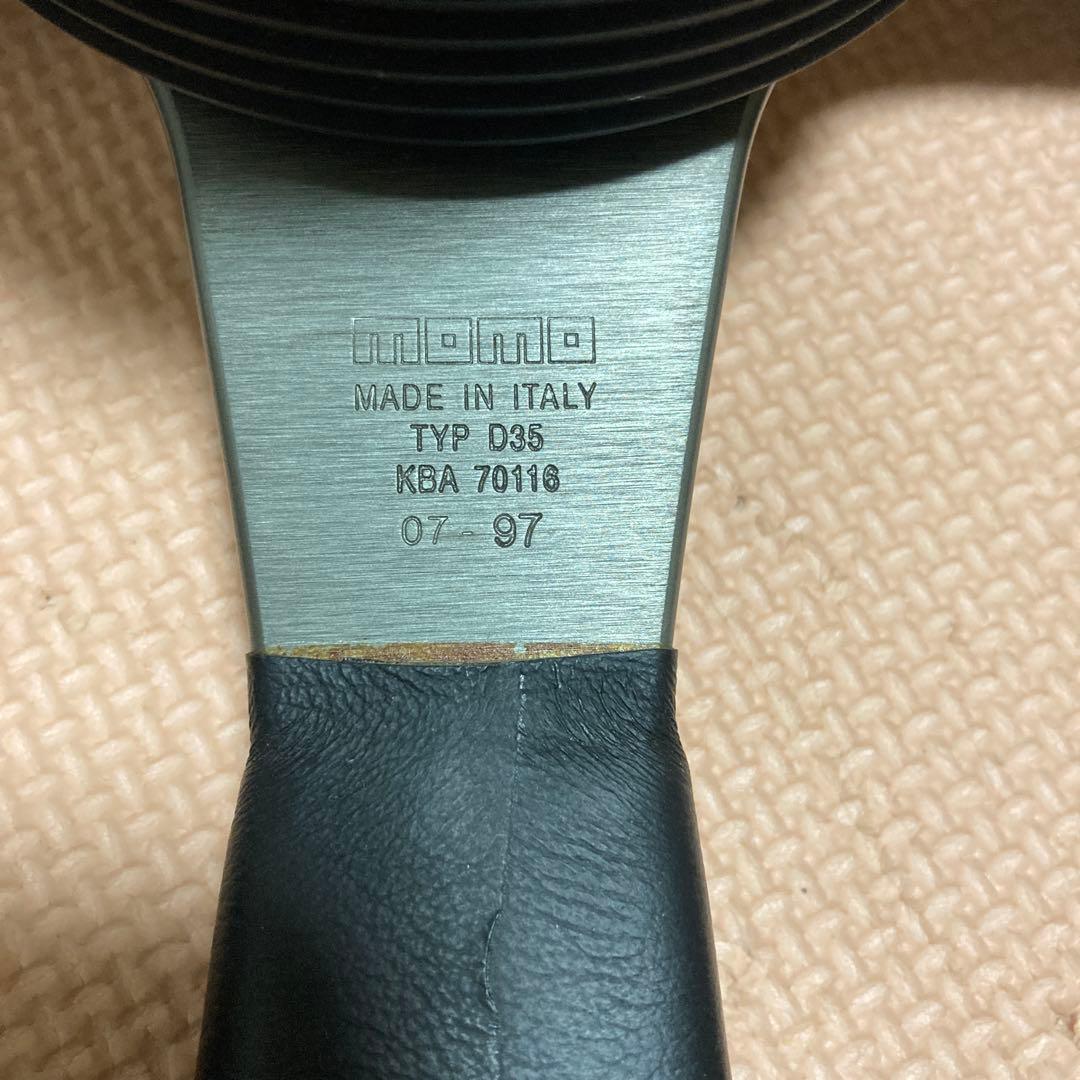 momo
MADE IN ITALY
TYP D35
KBA 70116
07 - 97